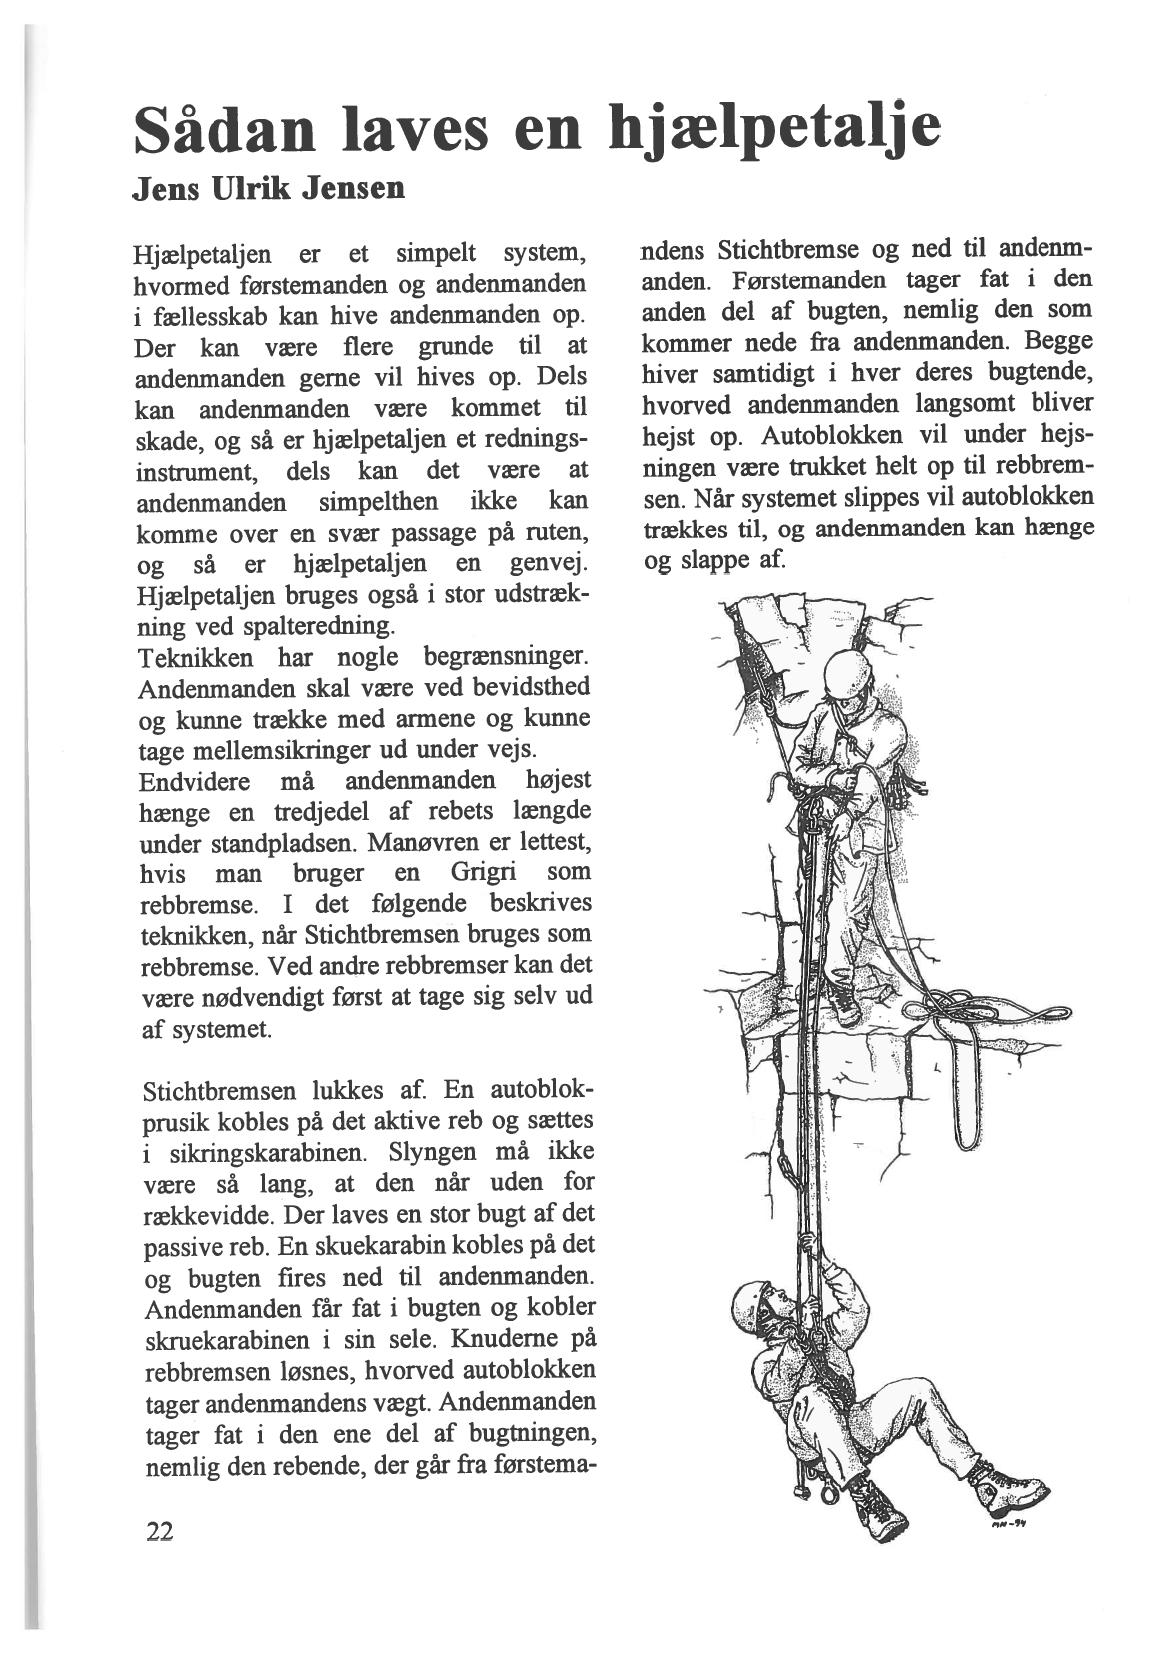 Sådan laves en hjælpetalje
Jens Ulrik Jensen
Hjælpetaljen er et simpelt system,
hvormed førstemanden og andenmanden
i fællesskab kan hive andenmanden op.
Der kan være flere grunde til at
andenmanden gerne vil hives op. Dels
kan andenmanden være kommet til
skade, og så er hjælpetaljen et rednings-
instrument, dels kan det være at
andenmanden simpelthen ikke kan
komme over en svær passage på ruten,
og så er hjælpetaljen en genvej.
Hjælpetaljen bruges også i stor udstræk-
ning ved spalteredning.
Teknikken har nogle begrænsninger.
Andenmanden skal være ved bevidsthed
og kunne trække med armene og kunne
tage mellemsikringer ud under vejs.
Endvidere må andenmanden højest
hænge en tredjedel af rebets længde
under standpladsen. Manøvren er lettest,
hvis man bruger en Grigri som
rebbremse. I det følgende beskrives
teknikken, når Stichtbremsen bruges som
rebbremse. Ved andre rebbremser kan det
være nødvendigt først at tage sig selv ud
af systemet.

Stichtbremsen lukkes af. En autoblok-
prusik kobles på det aktive reb og sættes
i sikringskarabinen. Slyngen må ikke
være så lang, at den når uden for
rækkevidde. Der laves en stor bugt af det
passive reb. En skuekarabin kobles på det
og bugten fires ned til andenmanden.
Andenmanden får fat i bugten og kobler
skruekarabinen i sin sele. Knuderne på
rebbremsen løsnes, hvorved autoblokken
tager andenmandens vægt. Andenmanden
tager fat i den ene del af bugtningen,
nemlig den rebende, der går fra førstema-
ndens Stichtbremse og ned til andenm-
anden. Førstemanden tager fat i den
anden del af bugten, nemlig den som
kommer nede fra andenmanden. Begge
hiver samtidigt i hver deres bugtende,
hvorved andenmanden langsomt bliver
hejst op. Autoblokken vil under hejs-
ningen være trukket helt op til rebbrem-
sen. Når systemet slippes vil autoblokken
trækkes til, og andenmanden kan hænge
og slappe af.
MN-94
22